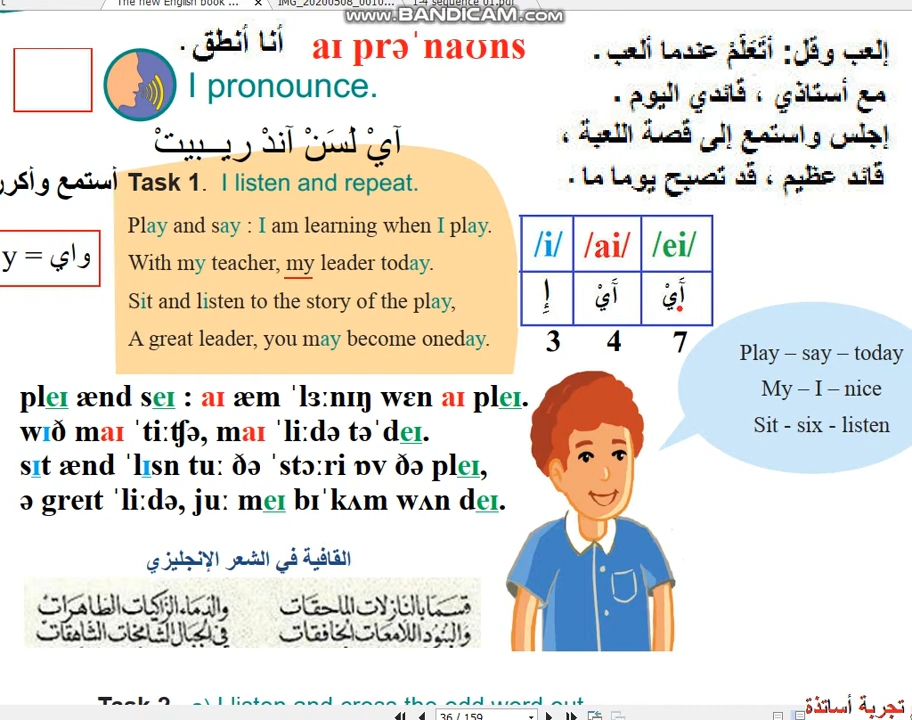 The new English book ...
IMG_20200508_0010...
1-4 sequence 01.pdf
www.BANDICAM.com
أنا أنطق .
aɪ prəˈnaʊns
I pronounce.
إلعب وقل: أتَعَلَّمْ عندما ألعب .
مع أستاذي ، قائدي اليوم .
إجلس واستمع إلى قصة اللعبة ،
قائد عظيم ، قد تصبح يوما ما .
آيْ لَسَنْ آندْ ريـبيتْ
أستمع وأكرر
Task 1. I listen and repeat.
Play and say : I am learning when I play.
With my teacher, my leader today.
Sit and listen to the story of the play,
A great leader, you may become oneday.
y = واي
/i/ /ai/ /ei/
إِ أَيْ أَيْ
3 4 7
Play – say – today
My – I – nice
Sit - six - listen
pleɪ ænd seɪ : aɪ æm ˈlɜːnɪŋ wɛn aɪ pleɪ.
wɪð maɪ ˈtiːʧə, maɪ ˈliːdə təˈdeɪ.
sɪt ænd ˈlɪsn tuː ðə ˈstɔːri ɒv ðə pleɪ,
ə greɪt ˈliːdə, juː meɪ bɪˈkʌm wʌn deɪ.
القافية في الشعر الإنجليزي
قسما بالنازلات الماحقات والدماء الزاكيات الطاهرات
والبنود اللامعات الخافقات في الجبال الشامخات الشاهقات
Task 2. a) I listen and cross the odd word out.
تجربة أساتذة
36 / 159